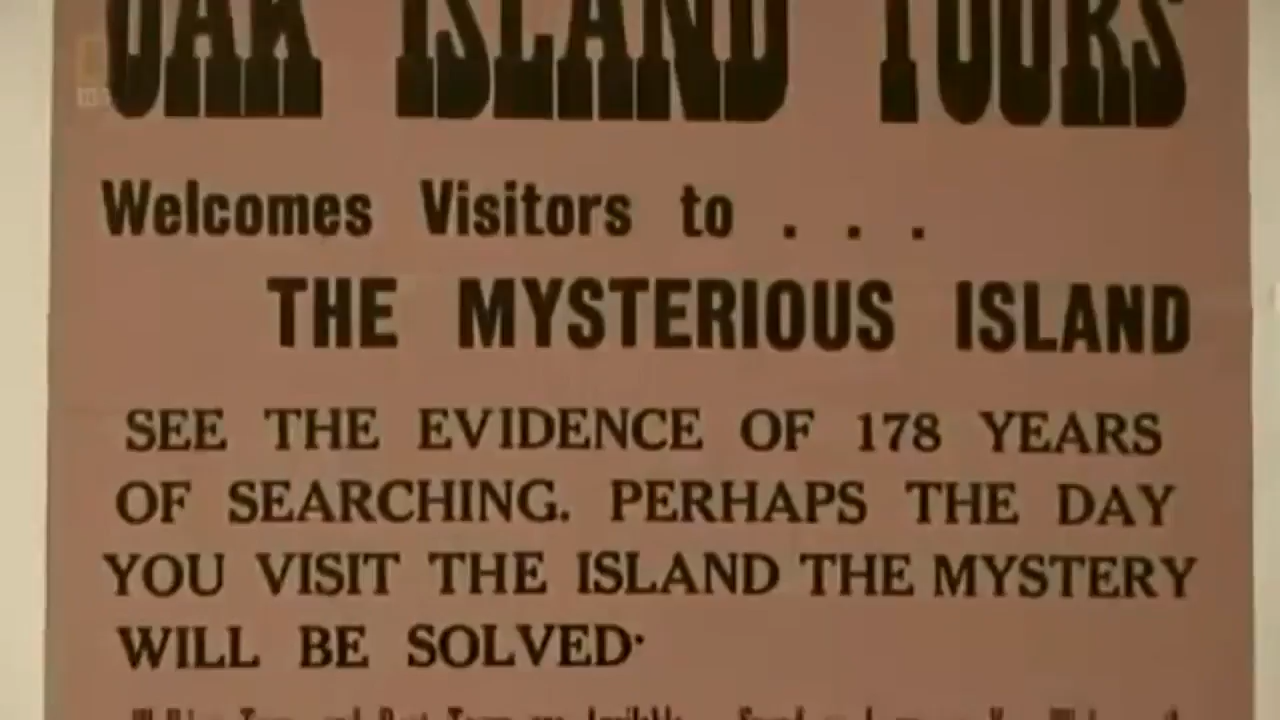 OAK ISLAND TOURS
Welcomes Visitors to . . .
THE MYSTERIOUS ISLAND
SEE THE EVIDENCE OF 178 YEARS
OF SEARCHING. PERHAPS THE DAY
YOU VISIT THE ISLAND THE MYSTERY
WILL BE SOLVED.